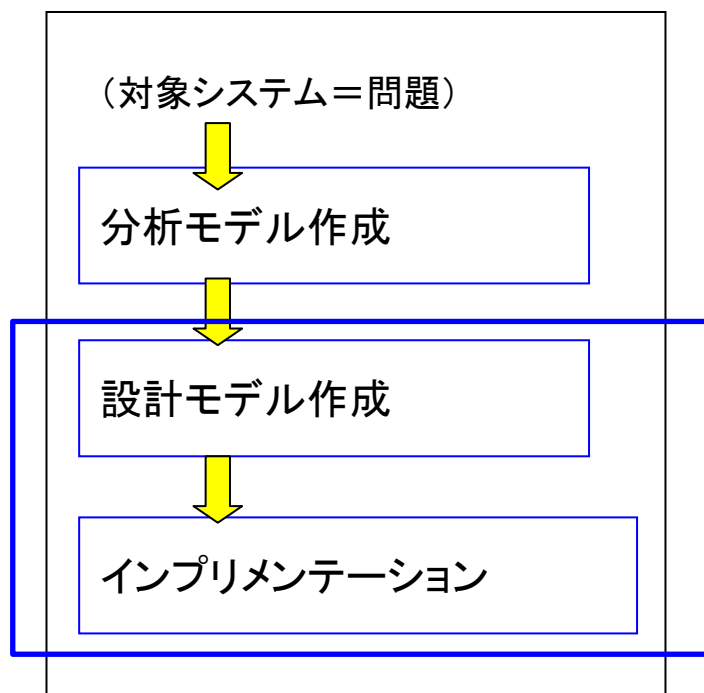 (対象システム＝問題)
分析モデル作成
設計モデル作成
インプリメンテーション